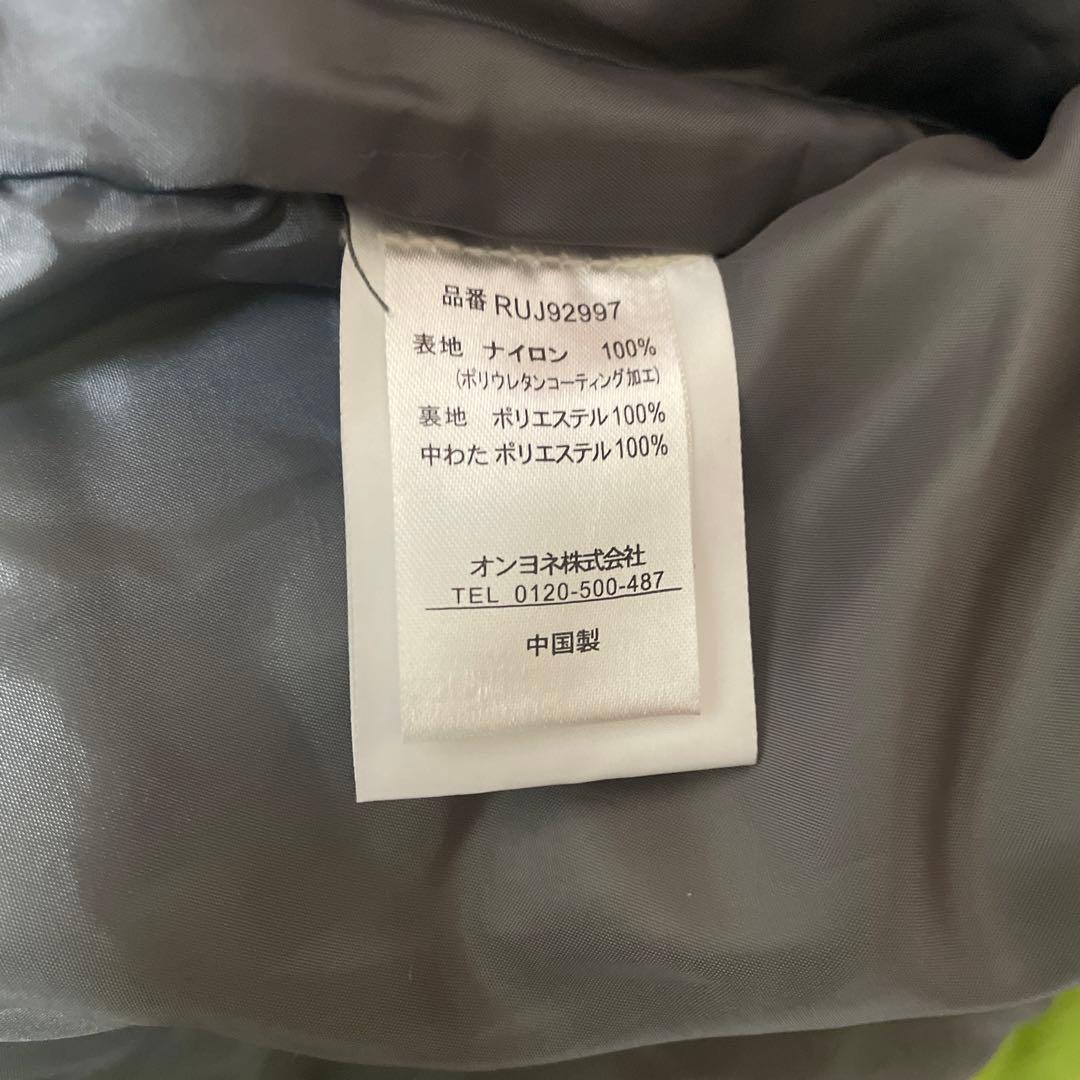 品番 RUJ92997
表地 ナイロン 100%
(ポリウレタンコーティング加工)
裏地 ポリエステル100%
中わた ポリエステル100%
オンヨネ株式会社
TEL 0120-500-487
中国製